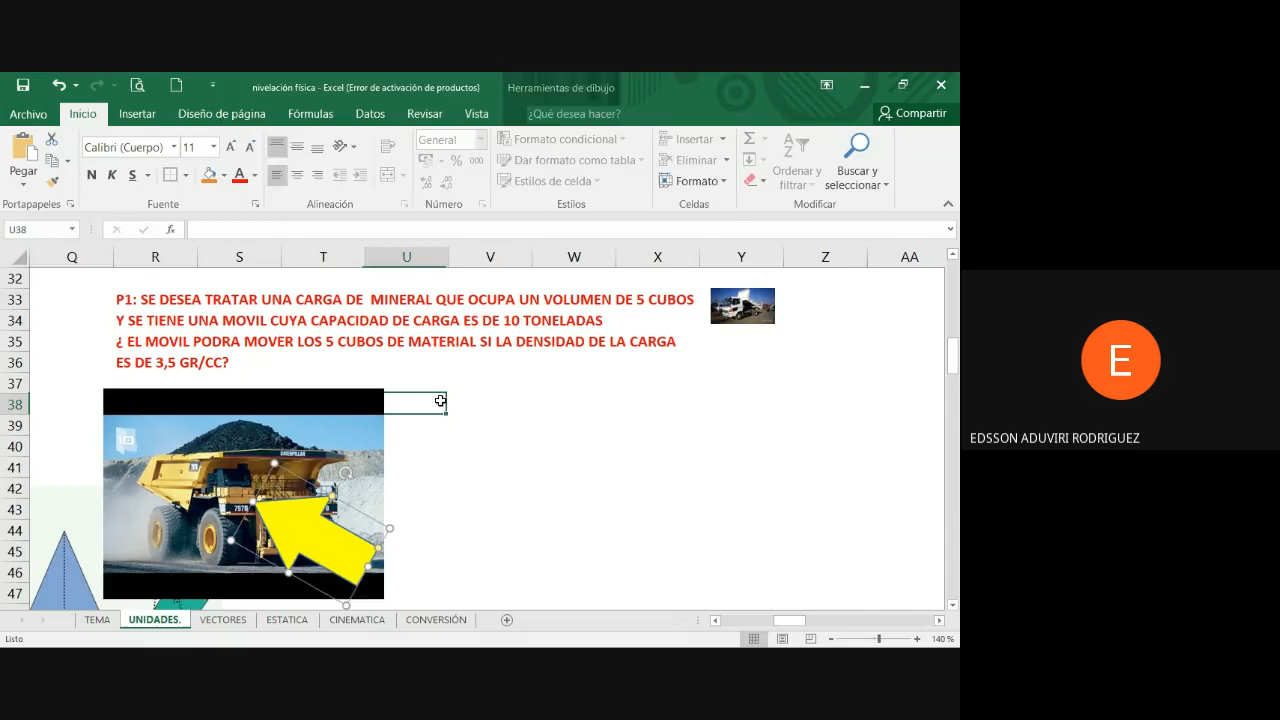 nivelación física - Excel (Error de activación de productos)
Herramientas de dibujo
Archivo
Inicio
Insertar
Diseño de página
Fórmulas
Datos
Revisar
Vista
¿Qué desea hacer?
Compartir
Pegar
Portapapeles
Calibri (Cuerpo)
11
N K S
Fuente
Alineación
General
% 000
Número
Formato condicional
Dar formato como tabla
Estilos de celda
Estilos
Insertar
Eliminar
Formato
Celdas
Ordenar y filtrar
Buscar y seleccionar
Modificar
U38
fx
Q R S T U V W X Y Z AA
32
33 P1: SE DESEA TRATAR UNA CARGA DE MINERAL QUE OCUPA UN VOLUMEN DE 5 CUBOS
34 Y SE TIENE UNA MOVIL CUYA CAPACIDAD DE CARGA ES DE 10 TONELADAS
35 ¿ EL MOVIL PODRA MOVER LOS 5 CUBOS DE MATERIAL SI LA DENSIDAD DE LA CARGA
36 ES DE 3,5 GR/CC?
37
38
39
40
41
42
43
44
45
46
47
10
CATERPILLAR
797B
TEMA
UNIDADES.
VECTORES
ESTATICA
CINEMATICA
CONVERSIÓN
Listo
140 %
E
EDSSON ADUVIRI RODRIGUEZ